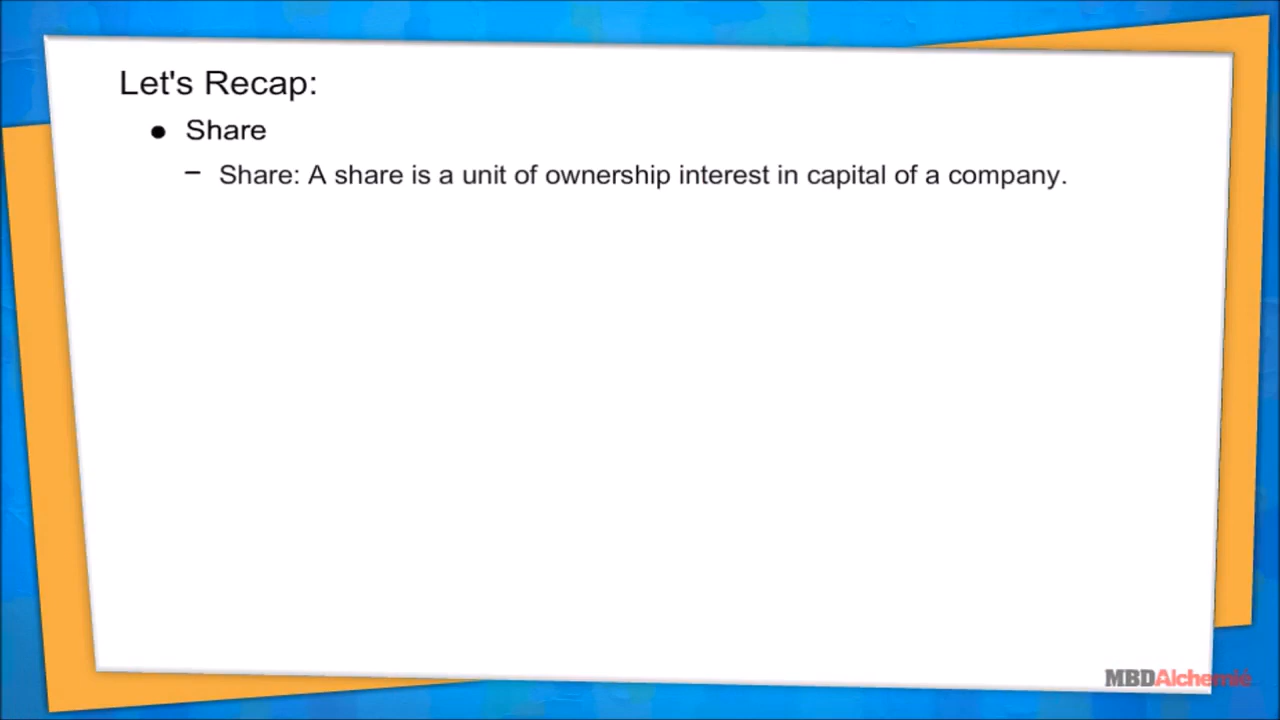 Let's Recap:
● Share
– Share: A share is a unit of ownership interest in capital of a company.
MBDAlchemie